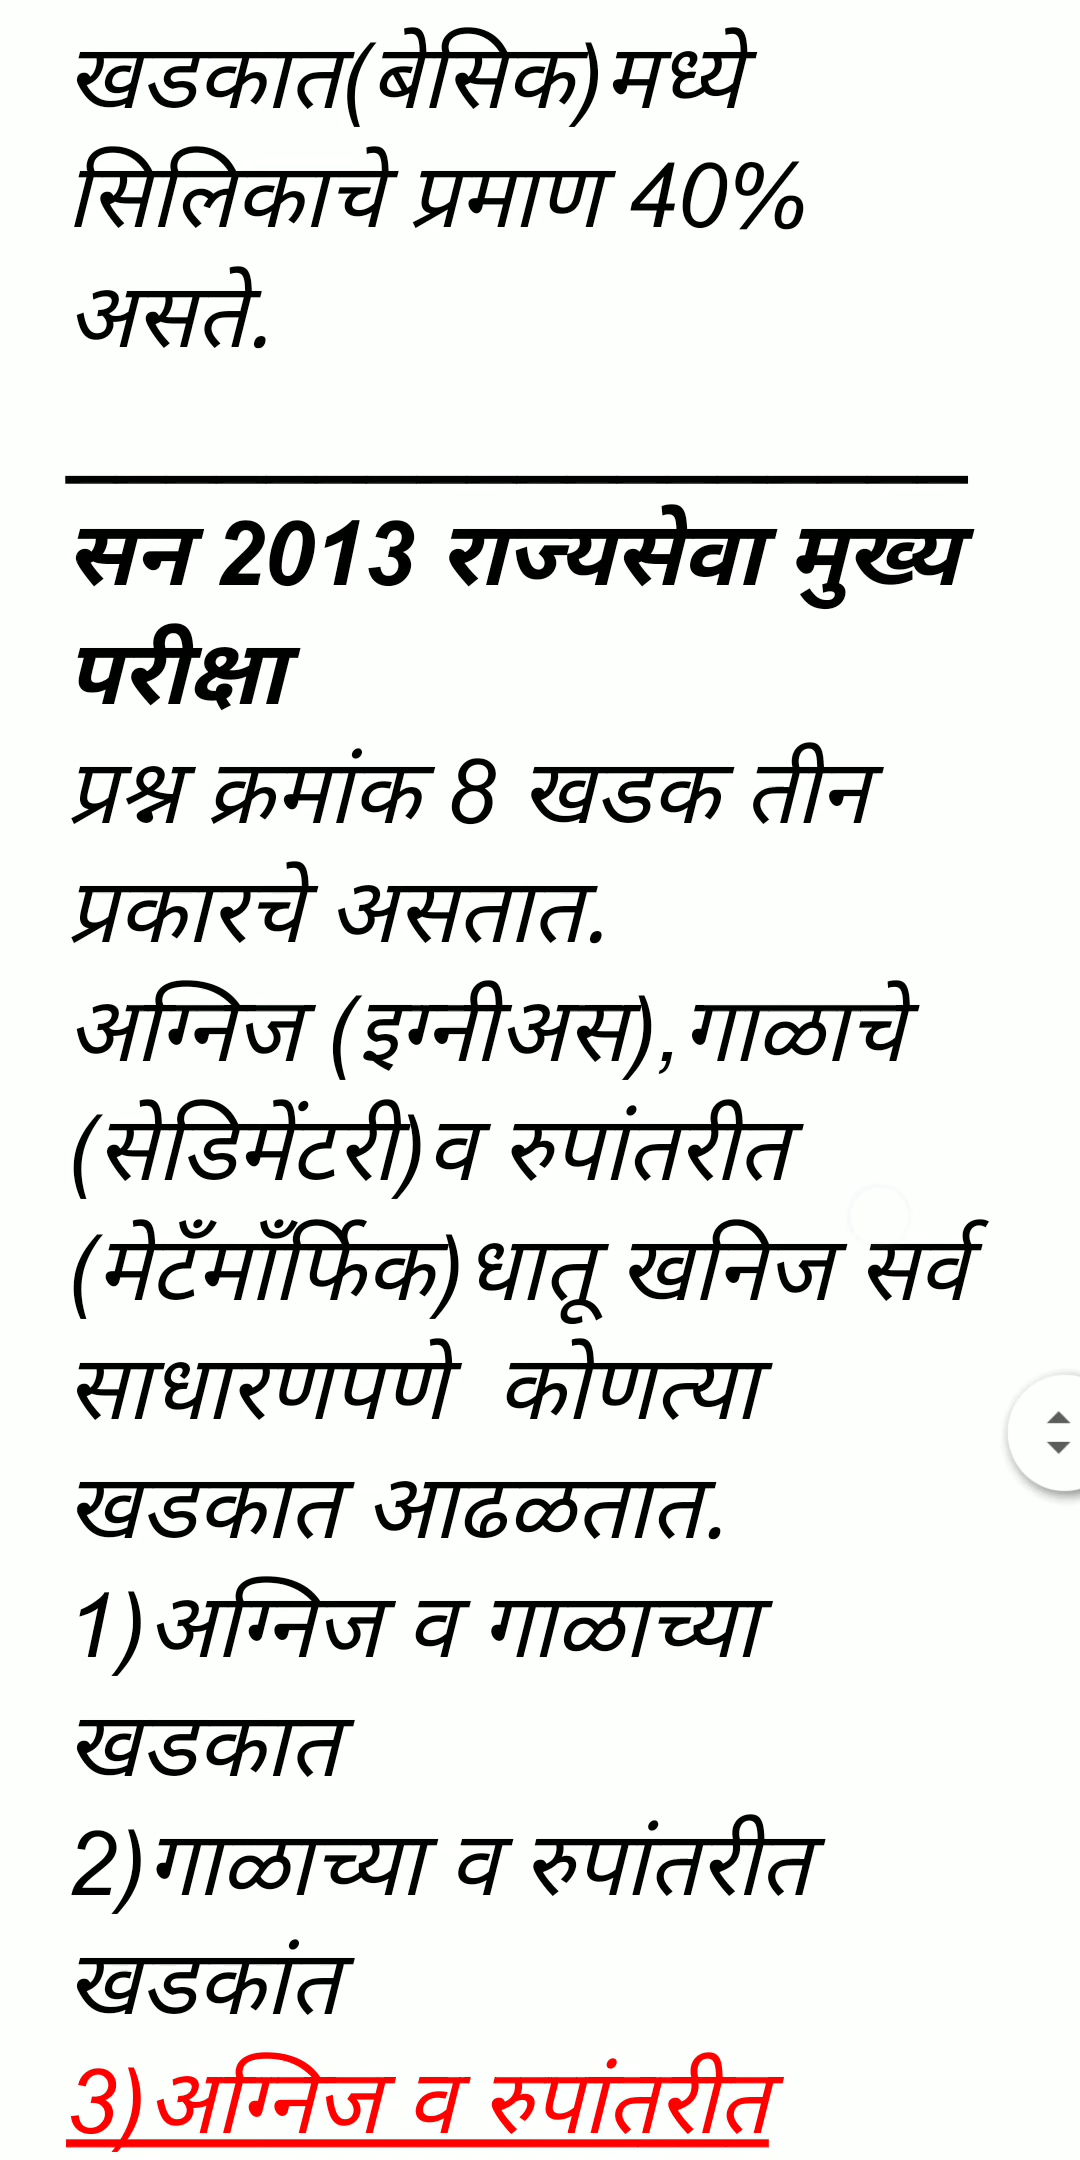 खडकात(बेसिक)मध्ये
सिलिकाचे प्रमाण 40%
असते.
सन 2013 राज्यसेवा मुख्य
परीक्षा
प्रश्न क्रमांक 8 खडक तीन
प्रकारचे असतात.
अग्निज (इग्नीअस),गाळाचे
(सेडिमेंटरी)व रुपांतरीत
(मेटॅंमाॅंर्फिक)धातू खनिज सर्व
साधारणपणे  कोणत्या
खडकात आढळतात.
1)अग्निज व गाळाच्या
खडकात
2)गाळाच्या व रुपांतरीत
खडकांत
3)अग्निज व रुपांतरीत